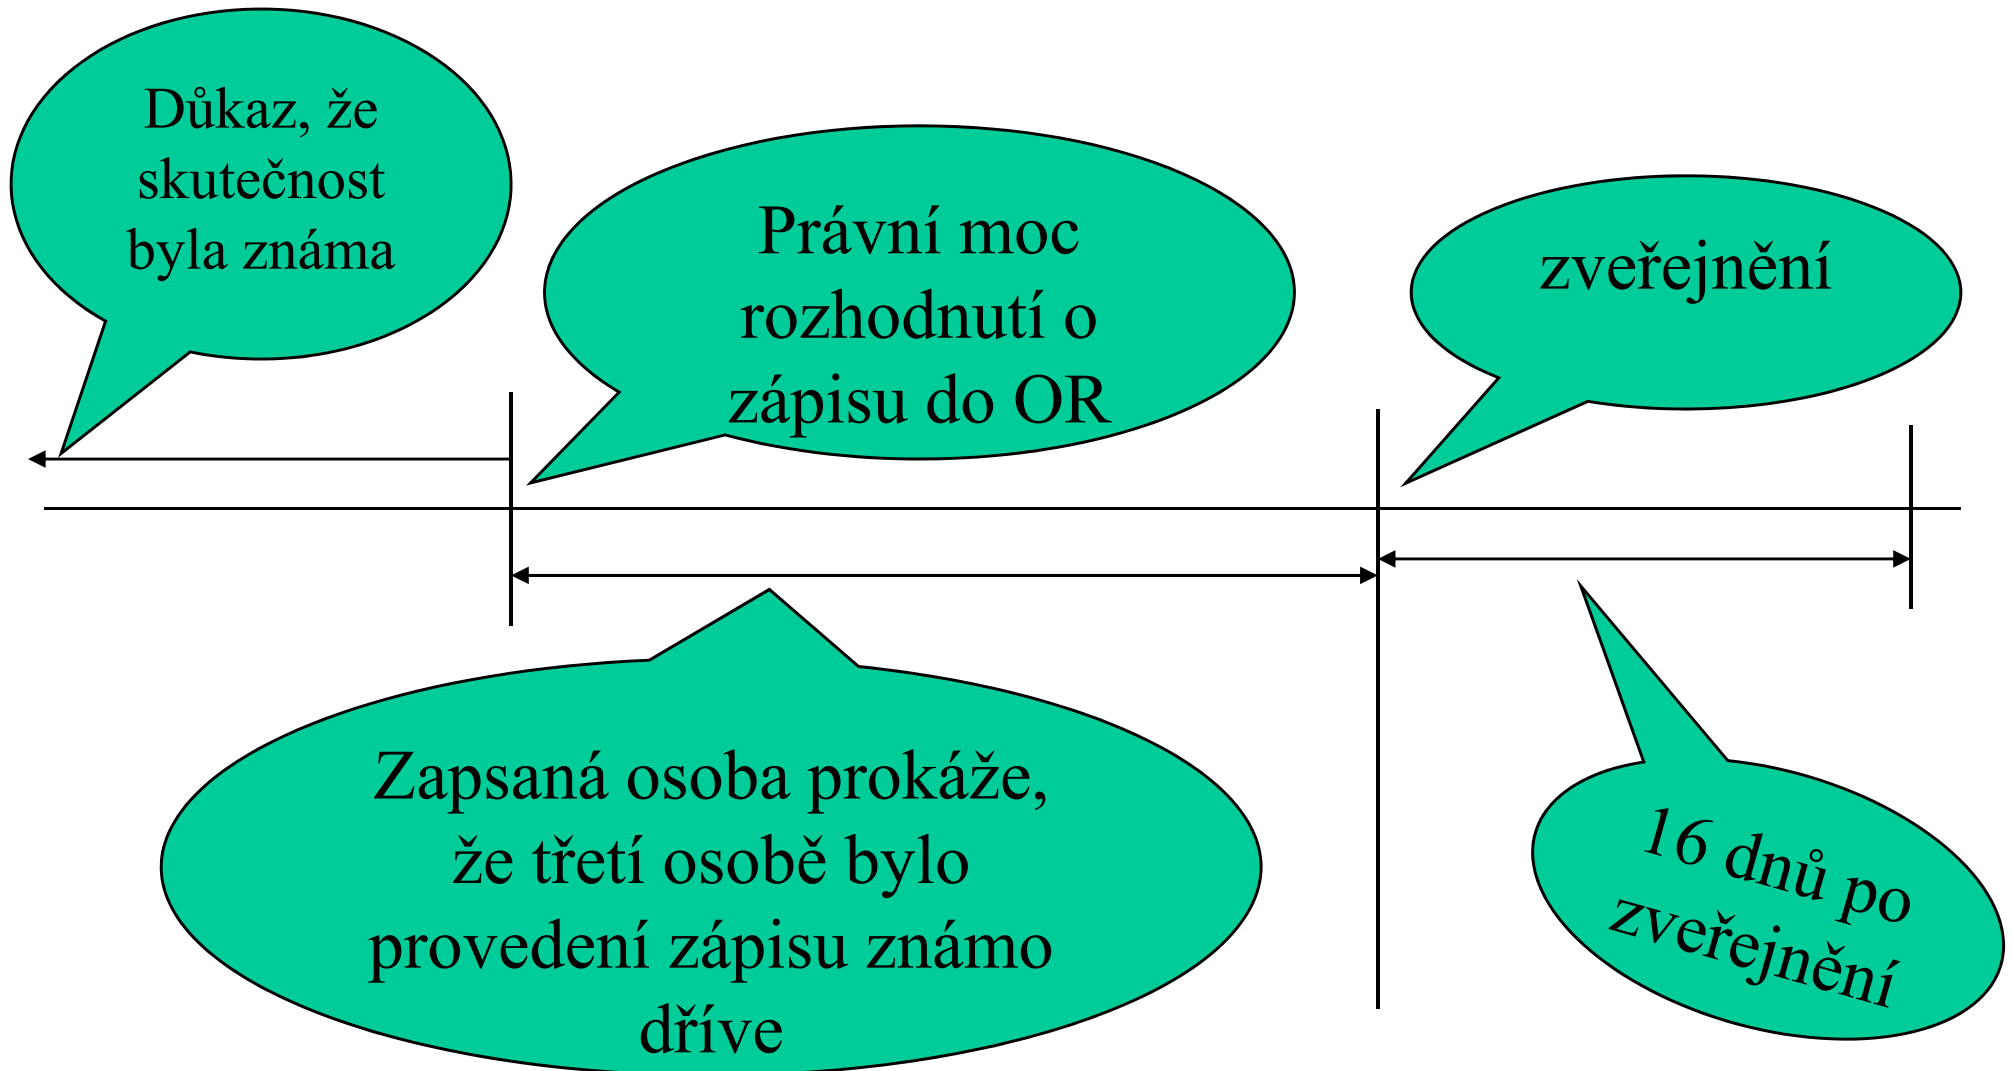 Důkaz, že
skutečnost
byla známa
Právní moc
rozhodnutí o
zápisu do OR
zveřejnění
Zapsaná osoba prokáže,
že třetí osobě bylo
provedení zápisu známo
dříve
16 dnů po
zveřejnění